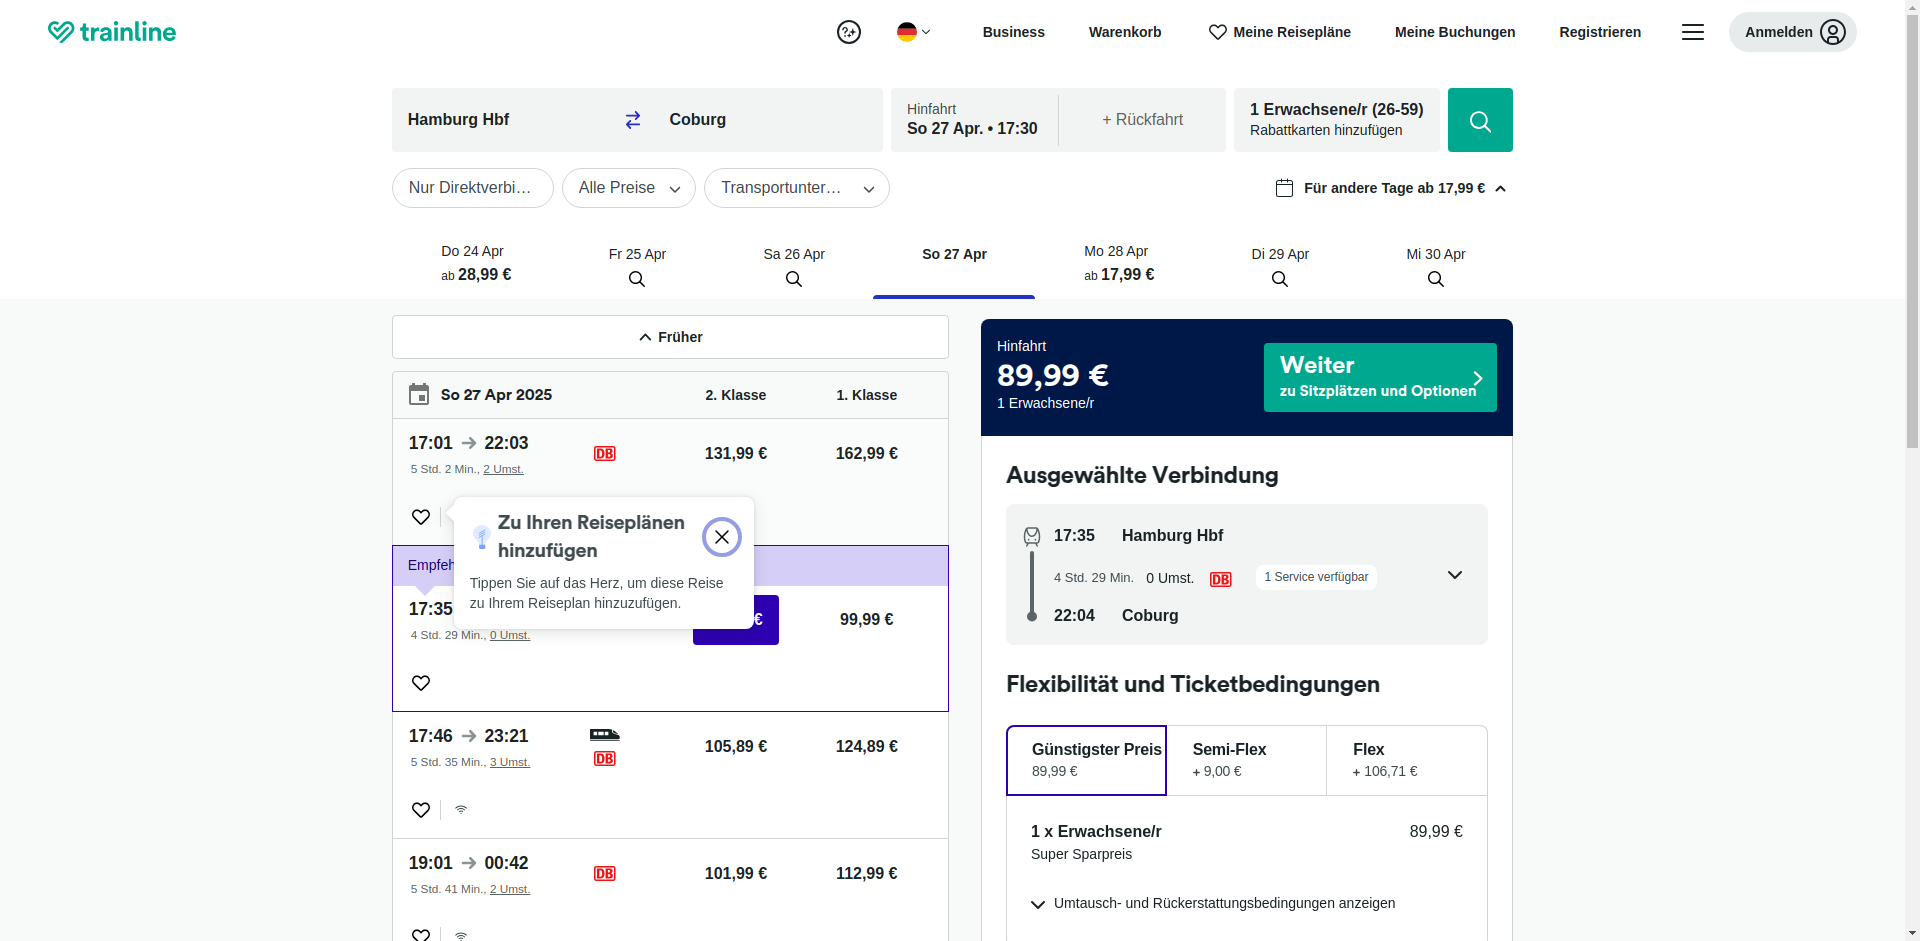 trainline
Business
Warenkorb
Meine Reisepläne
Meine Buchungen
Registrieren
Anmelden
Hamburg Hbf
Coburg
Hinfahrt
So 27 Apr. • 17:30
+ Rückfahrt
1 Erwachsene/r (26-59)
Rabattkarten hinzufügen
Nur Direktverbi…
Alle Preise
Transportunter…
Für andere Tage ab 17,99 €
Do 24 Apr
ab 28,99 €
Fr 25 Apr
Sa 26 Apr
So 27 Apr
Mo 28 Apr
ab 17,99 €
Di 29 Apr
Mi 30 Apr
Früher
So 27 Apr 2025
2. Klasse
1. Klasse
17:01 → 22:03
DB
131,99 €
162,99 €
5 Std. 2 Min., 2 Umst.
Zu Ihren Reiseplänen
hinzufügen
Tippen Sie auf das Herz, um diese Reise
zu Ihrem Reiseplan hinzuzufügen.
17:35
€
99,99 €
4 Std. 29 Min., 0 Umst.
17:46 → 23:21
DB
105,89 €
124,89 €
5 Std. 35 Min., 3 Umst.
19:01 → 00:42
DB
101,99 €
112,99 €
5 Std. 41 Min., 2 Umst.
Hinfahrt
89,99 €
1 Erwachsene/r
Weiter
zu Sitzplätzen und Optionen
Ausgewählte Verbindung
17:35 Hamburg Hbf
4 Std. 29 Min. 0 Umst. DB 1 Service verfügbar
22:04 Coburg
Flexibilität und Ticketbedingungen
Günstigster Preis
89,99 €
Semi-Flex
+ 9,00 €
Flex
+ 106,71 €
1 x Erwachsene/r
89,99 €
Super Sparpreis
Umtausch- und Rückerstattungsbedingungen anzeigen